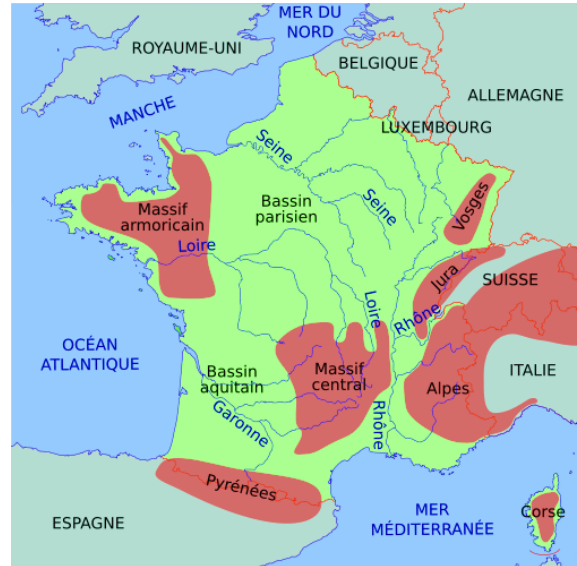 MER DU
NORD
ROYAUME-UNI
BELGIQUE
ALLEMAGNE
MANCHE
LUXEMBOURG
Seine
Bassin
parisien
Seine
Vosges
Massif
armoricain
Loire
Jura
SUISSE
Loire
Rhône
OCÉAN
ATLANTIQUE
Bassin
aquitain
Massif
central
Alpes
ITALIE
Garonne
Rhône
Pyrénées
MER
MÉDITERRANÉE
Corse
ESPAGNE